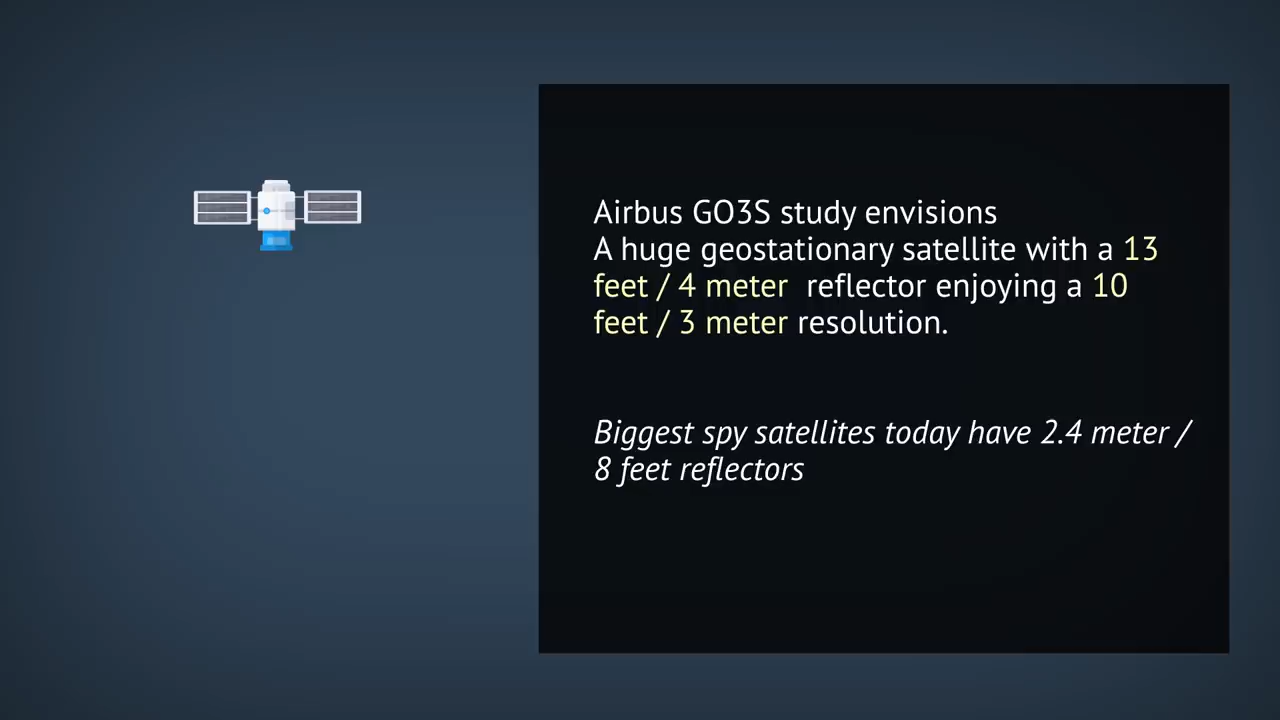 Airbus GO3S study envisions
A huge geostationary satellite with a 13
feet / 4 meter  reflector enjoying a 10
feet / 3 meter resolution.
Biggest spy satellites today have 2.4 meter /
8 feet reflectors